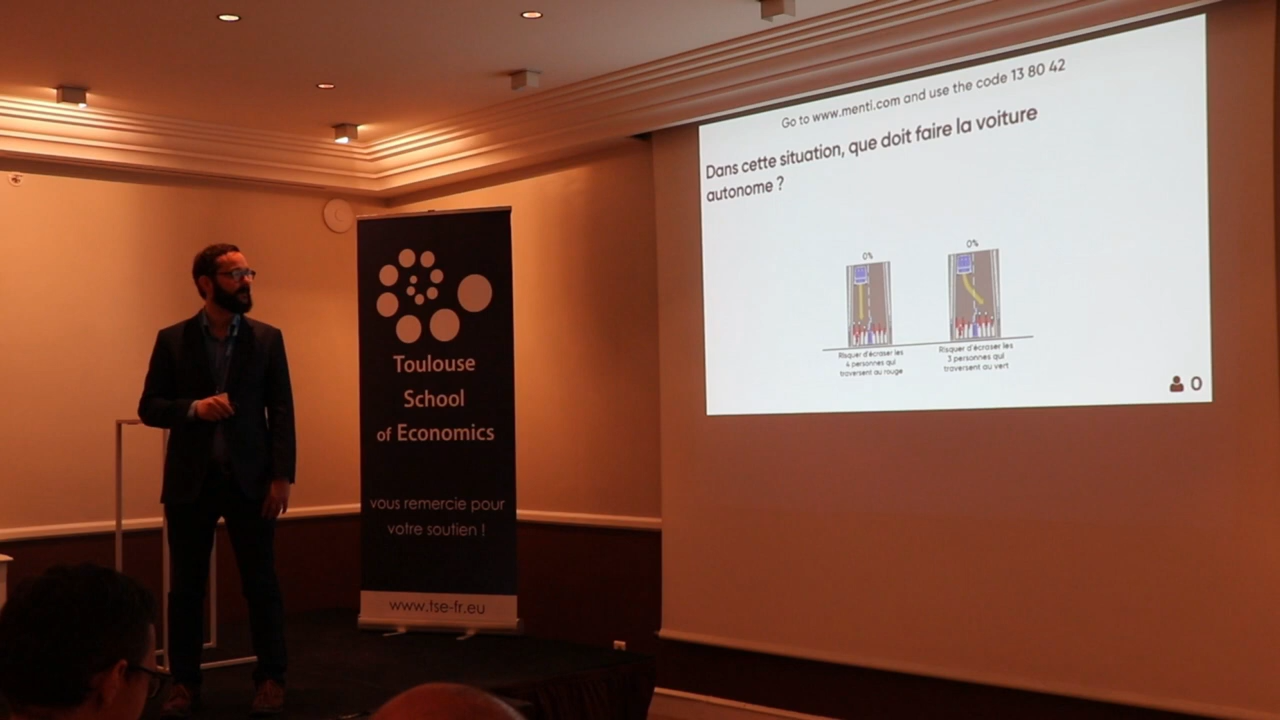 Go to www.menti.com and use the code 13 80 42
Dans cette situation, que doit faire la voiture
autonome ?
0%
0%
Risquer d'écraser les
4 personnes qui
traversent au rouge
Risquer d'écraser les
3 personnes qui
traversent au vert
0
Toulouse
School
of Economics
vous remercie pour
votre soutien !
www.tse-fr.eu